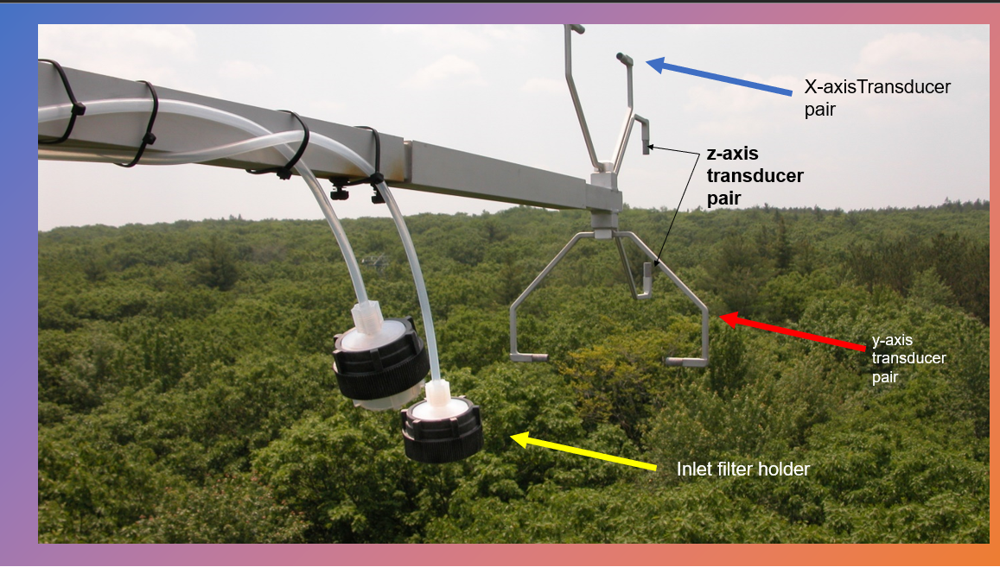 X-axisTransducer
pair
z-axis
transducer
pair
y-axis
transducer
pair
Inlet filter holder